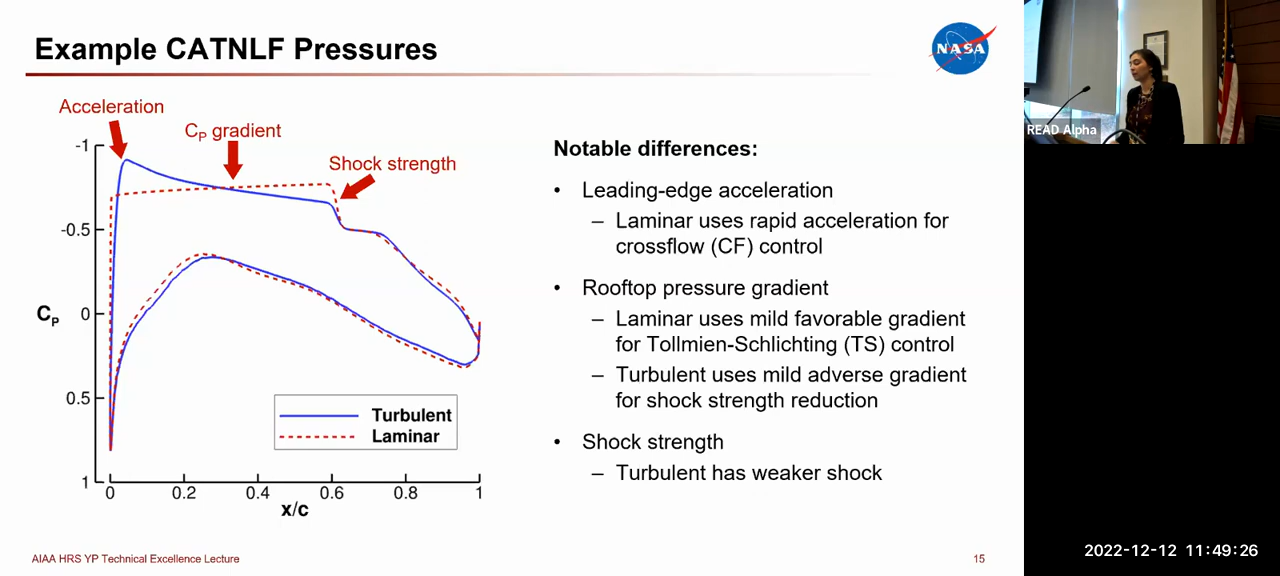 Example CATNLF Pressures
NASA
Acceleration
C_P gradient
Shock strength
-1
-0.5
0
0.5
1
C_P
0
0.2
0.4
0.6
0.8
1
x/c
Turbulent
Laminar
Notable differences:
• Leading-edge acceleration
– Laminar uses rapid acceleration for
crossflow (CF) control
• Rooftop pressure gradient
– Laminar uses mild favorable gradient
for Tollmien-Schlichting (TS) control
– Turbulent uses mild adverse gradient
for shock strength reduction
• Shock strength
– Turbulent has weaker shock
AIAA HRS YP Technical Excellence Lecture
15
READ Alpha
2022-12-12 11:49:26